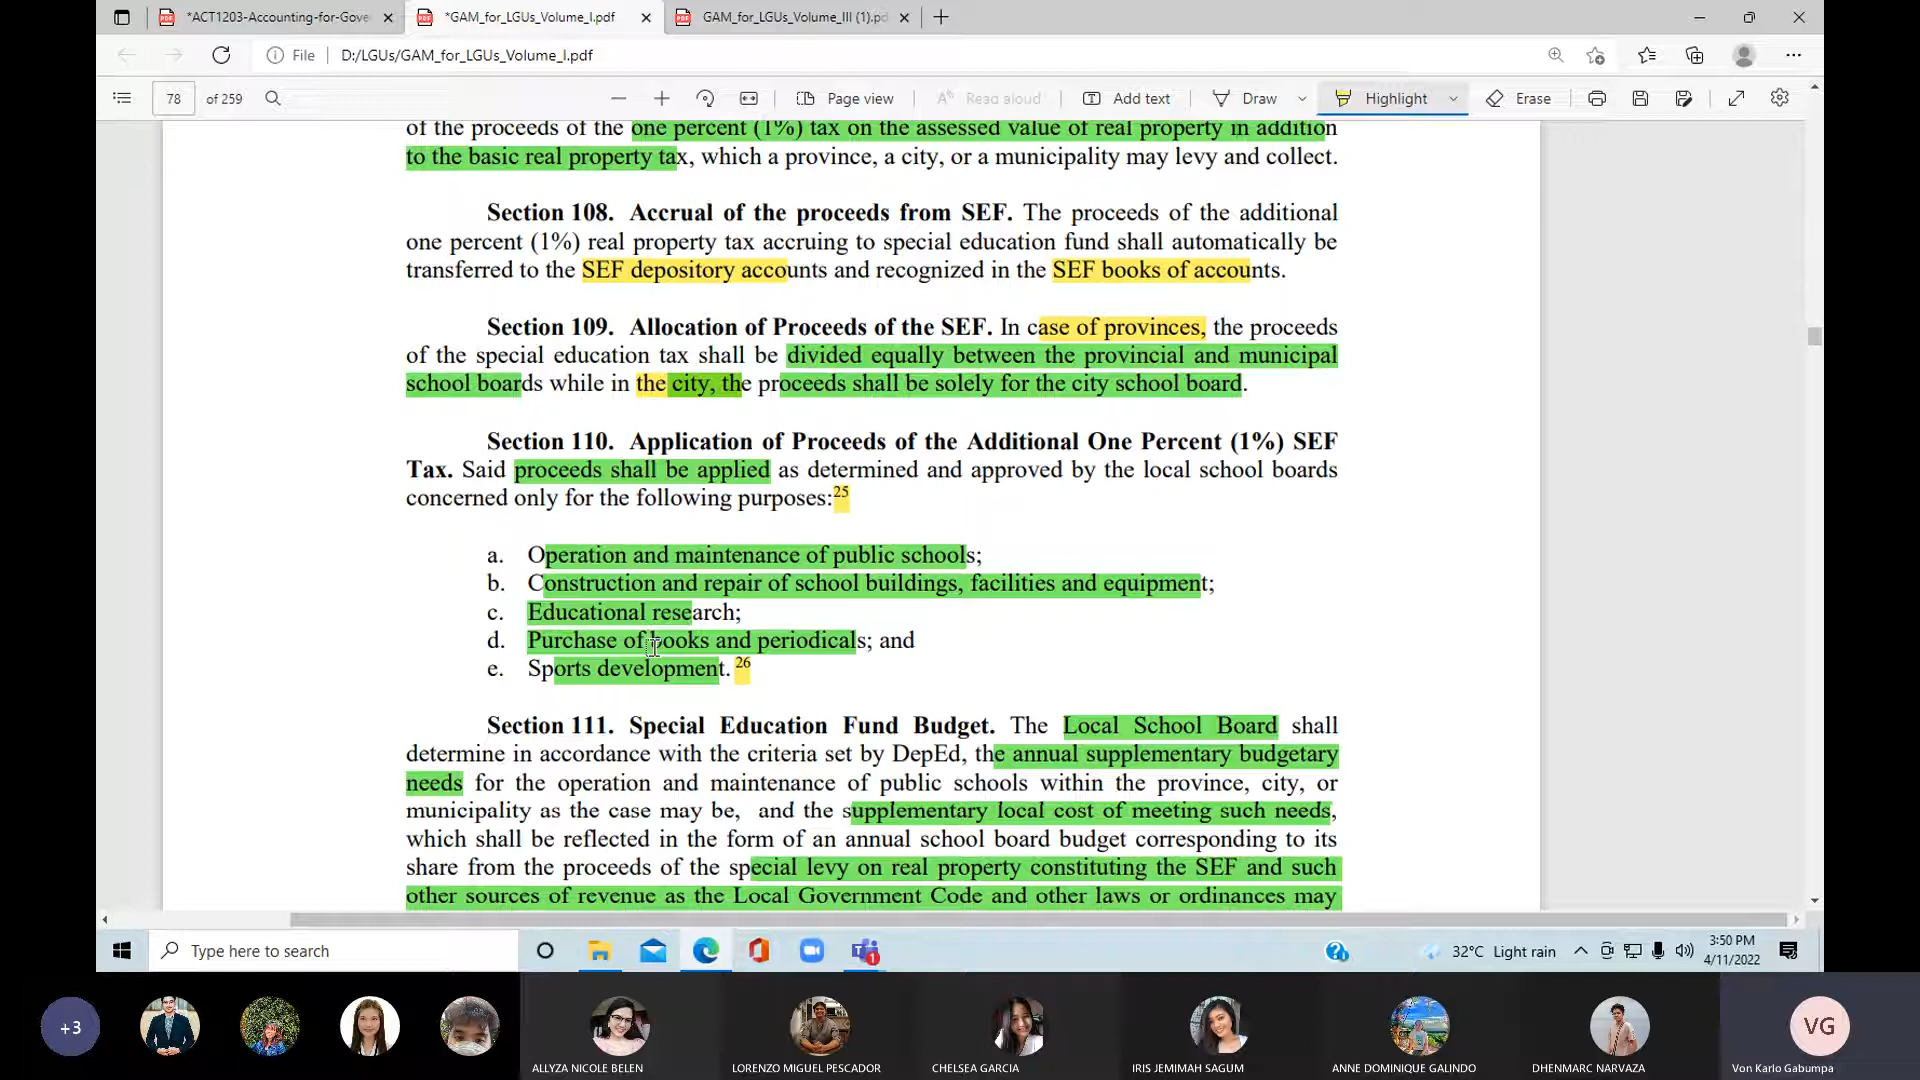 *ACT1203-Accounting-for-Gove
*GAM_for_LGUs_Volume_I.pdf
GAM_for_LGUs_Volume_III (1).pd
File
D:/LGUs/GAM_for_LGUs_Volume_I.pdf
78 of 259
Page view
Read aloud
Add text
Draw
Highlight
Erase
of the proceeds of the one percent (1%) tax on the assessed value of real property in addition
to the basic real property tax, which a province, a city, or a municipality may levy and collect.
Section 108. Accrual of the proceeds from SEF. The proceeds of the additional
one percent (1%) real property tax accruing to special education fund shall automatically be
transferred to the SEF depository accounts and recognized in the SEF books of accounts.
Section 109. Allocation of Proceeds of the SEF. In case of provinces, the proceeds
of the special education tax shall be divided equally between the provincial and municipal
school boards while in the city, the proceeds shall be solely for the city school board.
Section 110. Application of Proceeds of the Additional One Percent (1%) SEF
Tax. Said proceeds shall be applied as determined and approved by the local school boards
concerned only for the following purposes:25
a. Operation and maintenance of public schools;
b. Construction and repair of school buildings, facilities and equipment;
c. Educational research;
d. Purchase of books and periodicals; and
e. Sports development. 26
Section 111. Special Education Fund Budget. The Local School Board shall
determine in accordance with the criteria set by DepEd, the annual supplementary budgetary
needs for the operation and maintenance of public schools within the province, city, or
municipality as the case may be, and the supplementary local cost of meeting such needs,
which shall be reflected in the form of an annual school board budget corresponding to its
share from the proceeds of the special levy on real property constituting the SEF and such
other sources of revenue as the Local Government Code and other laws or ordinances may
Type here to search
1
32°C Light rain
3:50 PM
4/11/2022
+3
VG
ALLYZA NICOLE BELEN
LORENZO MIGUEL PESCADOR
CHELSEA GARCIA
IRIS JEMIMAH SAGUM
ANNE DOMINIQUE GALINDO
DHENMARC NARVAZA
Von Karlo Gabumpa